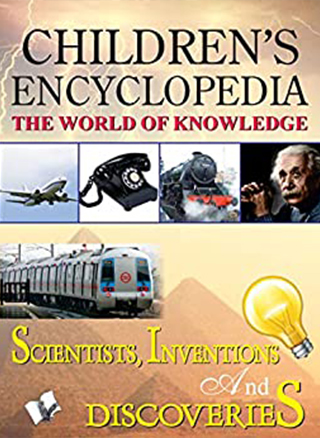 CHILDREN'S
ENCYCLOPEDIA
THE WORLD OF KNOWLEDGE
SCIENTISTS, INVENTIONS
And
DISCOVERIES